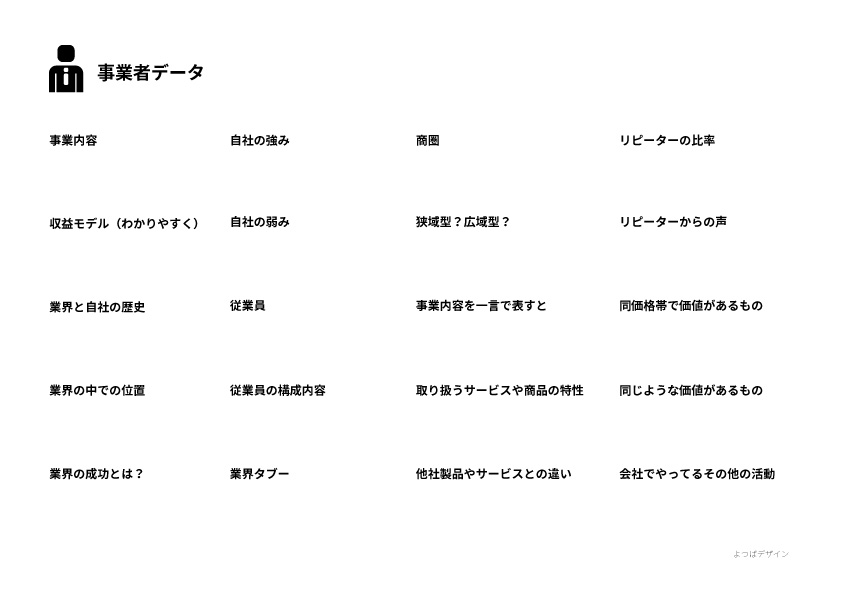 事業者データ
事業内容
自社の強み
商圏
リピーターの比率
収益モデル（わかりやすく）
自社の弱み
狭域型？広域型？
リピーターからの声
業界と自社の歴史
従業員
事業内容を一言で表すと
同価格帯で価値があるもの
業界の中での位置
従業員の構成内容
取り扱うサービスや商品の特性
同じような価値があるもの
業界の成功とは？
業界タブー
他社製品やサービスとの違い
会社でやってるその他の活動
よつばデザイン